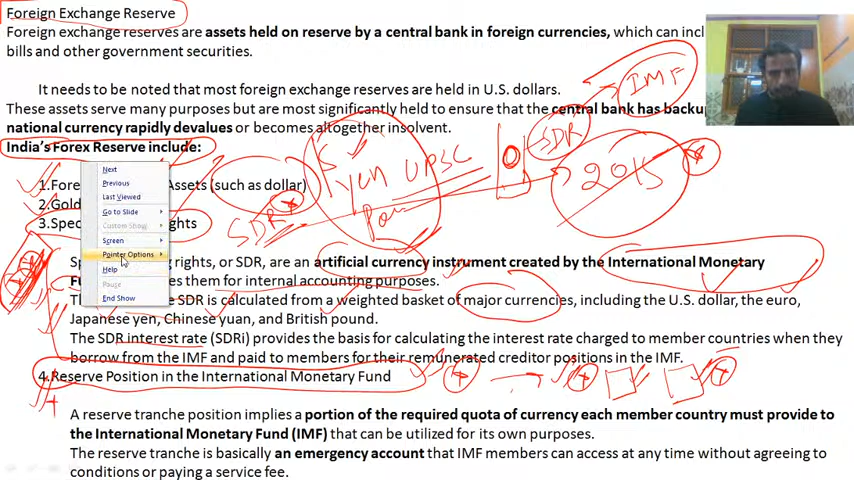 Foreign Exchange Reserve
Foreign exchange reserves are assets held on reserve by a central bank in foreign currencies, which can incl
bills and other government securities.
It needs to be noted that most foreign exchange reserves are held in U.S. dollars.
IMF
These assets serve many purposes but are most significantly held to ensure that the central bank has backup
national currency rapidly devalues or becomes altogether insolvent.
SDR
India's Forex Reserve include:
$
Yen UPSC
2015
Next
Previous
Last Viewed
Go to Slide
Custom Show
Screen
Pointer Options
Help
Pause
End Show
1.Fore Assets (such as dollar)
2.Gold
SDR
3.Spec ghts
Sp ng rights, or SDR, are an artificial currency instrument created by the International Monetary
Fu ses them for internal accounting purposes.
Th e SDR is calculated from a weighted basket of major currencies, including the U.S. dollar, the euro,
Japanese yen, Chinese yuan, and British pound.
The SDR interest rate (SDRi) provides the basis for calculating the interest rate charged to member countries when they
borrow from the IMF and paid to members for their remunerated creditor positions in the IMF.
4.Reserve Position in the International Monetary Fund
A reserve tranche position implies a portion of the required quota of currency each member country must provide to
the International Monetary Fund (IMF) that can be utilized for its own purposes.
The reserve tranche is basically an emergency account that IMF members can access at any time without agreeing to
conditions or paying a service fee.